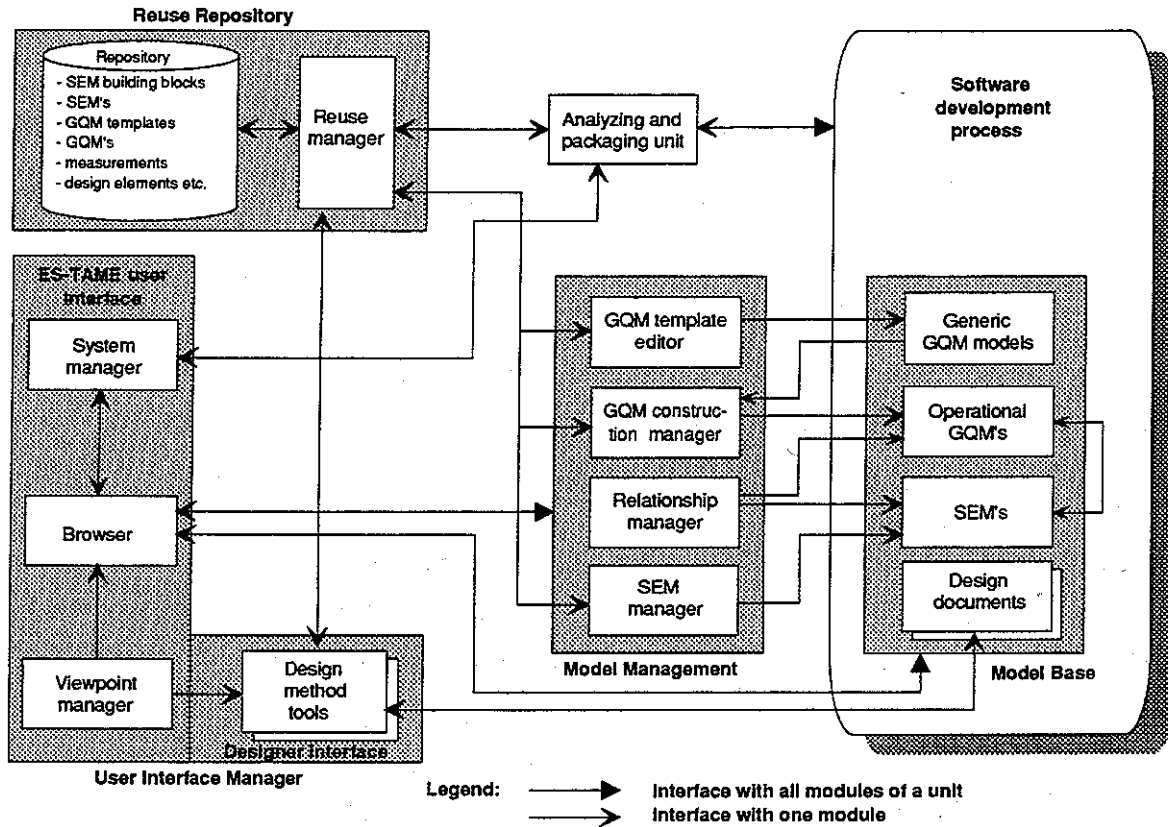 Reuse Repository
Repository
- SEM building blocks
- SEM's
- GQM templates
- GQM's
- measurements
- design elements etc.
Reuse
manager
Analyzing and
packaging unit
Software
development
process
ES-TAME user
interface
System
manager
Browser
Viewpoint
manager
Design
method
tools
Designer Interface
User Interface Manager
GQM template
editor
GQM construc-
tion manager
Relationship
manager
SEM
manager
Model Management
Generic
GQM models
Operational
GQM's
SEM's
Design
documents
Model Base
Legend:
Interface with all modules of a unit
Interface with one module